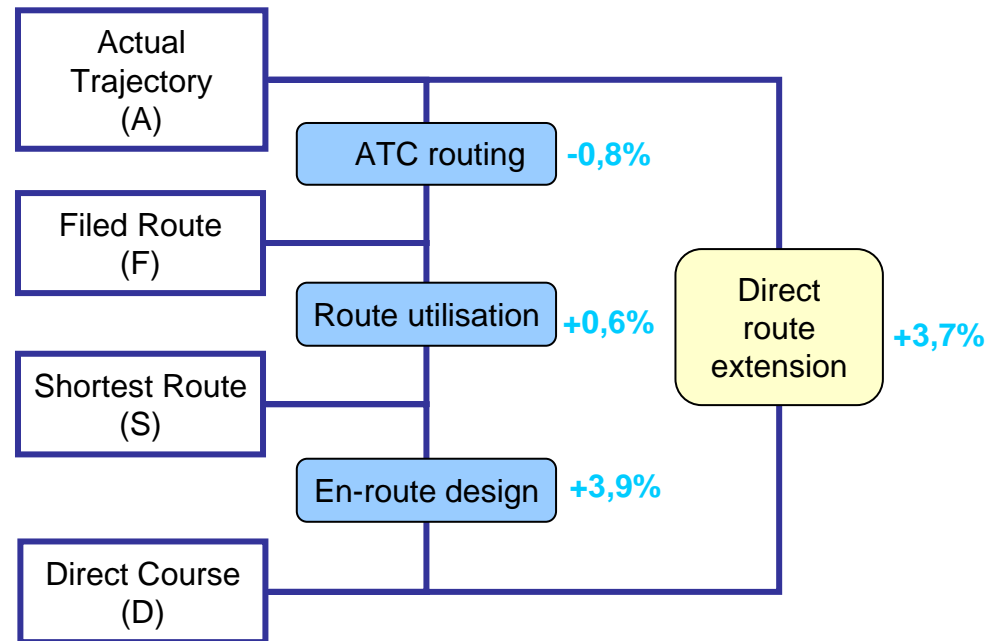 Actual
Trajectory
(A)
ATC routing
-0,8%
Filed Route
(F)
Route utilisation
+0,6%
Direct
route
extension
+3,7%
Shortest Route
(S)
En-route design
+3,9%
Direct Course
(D)